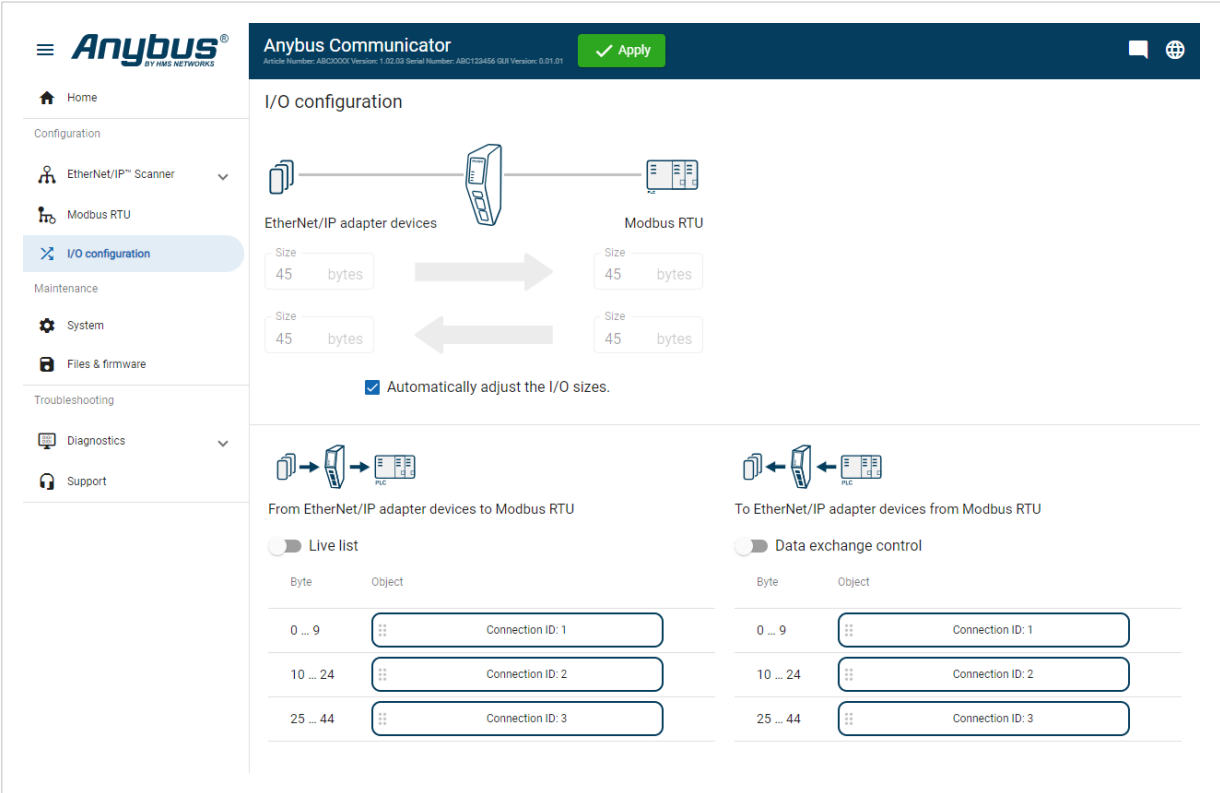 Anybus®
BY HMS NETWORKS
Anybus Communicator
Article Number: ABCXXXX Version: 1.02.03 Serial Number: ABC123456 GUI Version: 0.01.01
Apply
Home
Configuration
EtherNet/IP™ Scanner
Modbus RTU
I/O configuration
Maintenance
System
Files & firmware
Troubleshooting
Diagnostics
Support
I/O configuration
PLC
EtherNet/IP adapter devices
Modbus RTU
Size
45 bytes
Size
45 bytes
Size
45 bytes
Size
45 bytes
Automatically adjust the I/O sizes.
PLC
From EtherNet/IP adapter devices to Modbus RTU
Live list
Byte Object
0 ... 9 Connection ID: 1
10 ... 24 Connection ID: 2
25 ... 44 Connection ID: 3
PLC
To EtherNet/IP adapter devices from Modbus RTU
Data exchange control
Byte Object
0 ... 9 Connection ID: 1
10 ... 24 Connection ID: 2
25 ... 44 Connection ID: 3